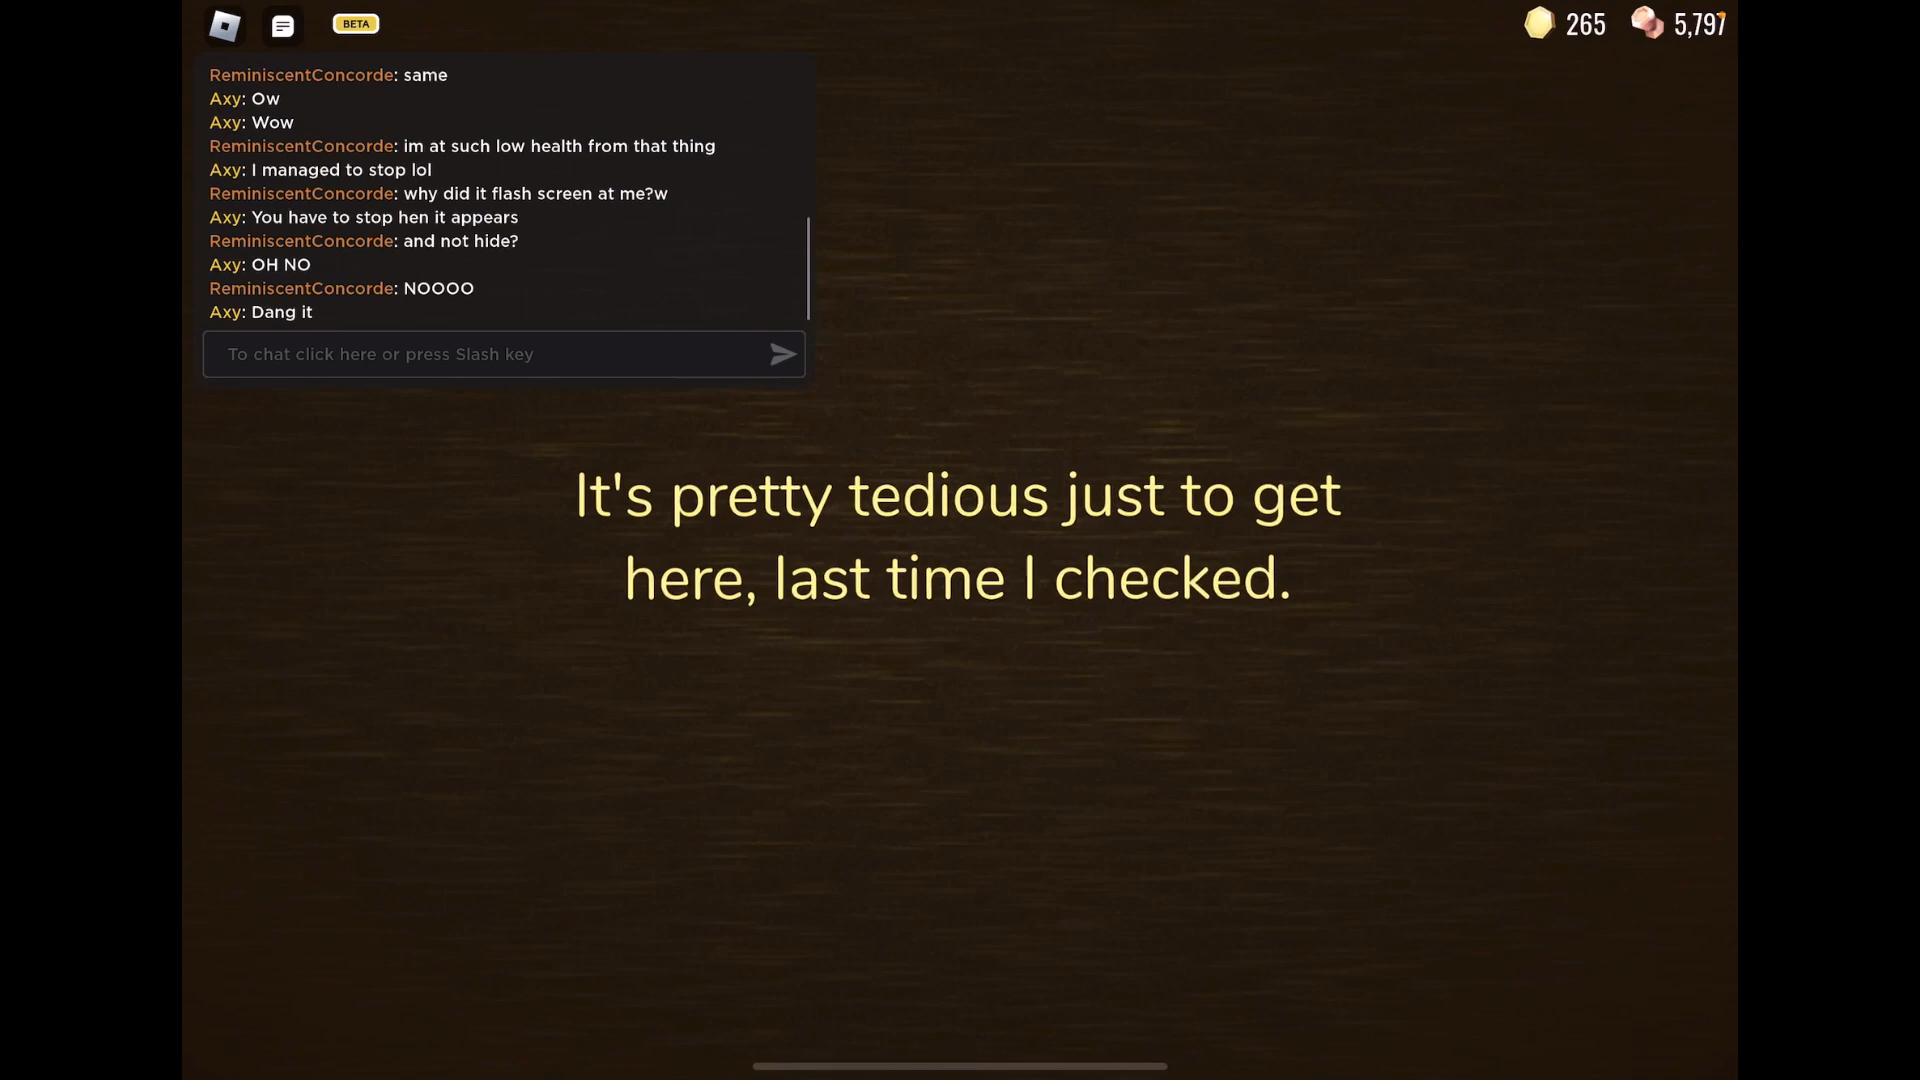 BETA
265
5,797
ReminiscentConcorde: same
Axy: Ow
Axy: Wow
ReminiscentConcorde: im at such low health from that thing
Axy: I managed to stop lol
ReminiscentConcorde: why did it flash screen at me?w
Axy: You have to stop hen it appears
ReminiscentConcorde: and not hide?
Axy: OH NO
ReminiscentConcorde: NOOOO
Axy: Dang it
To chat click here or press Slash key
It's pretty tedious just to get
here, last time I checked.